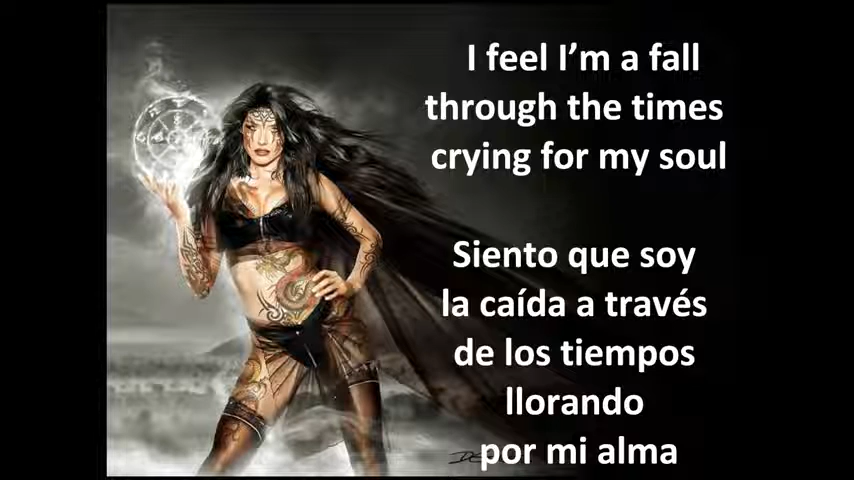 I feel I’m a fall
through the times
crying for my soul
Siento que soy
la caída a través
de los tiempos
llorando
por mi alma